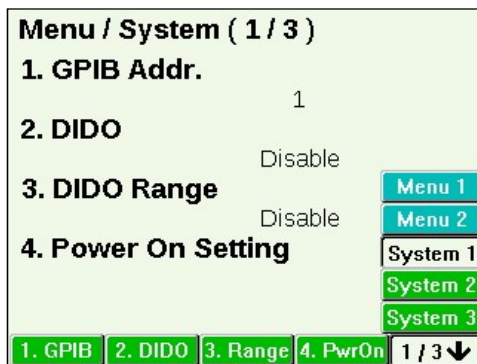 Menu / System ( 1 / 3 )
1. GPIB Addr.
1
2. DIDO
Disable
3. DIDO Range
Disable
4. Power On Setting
Menu 1
Menu 2
System 1
System 2
System 3
1. GPIB 2. DIDO 3. Range 4. PwrOn 1 / 3 ↓